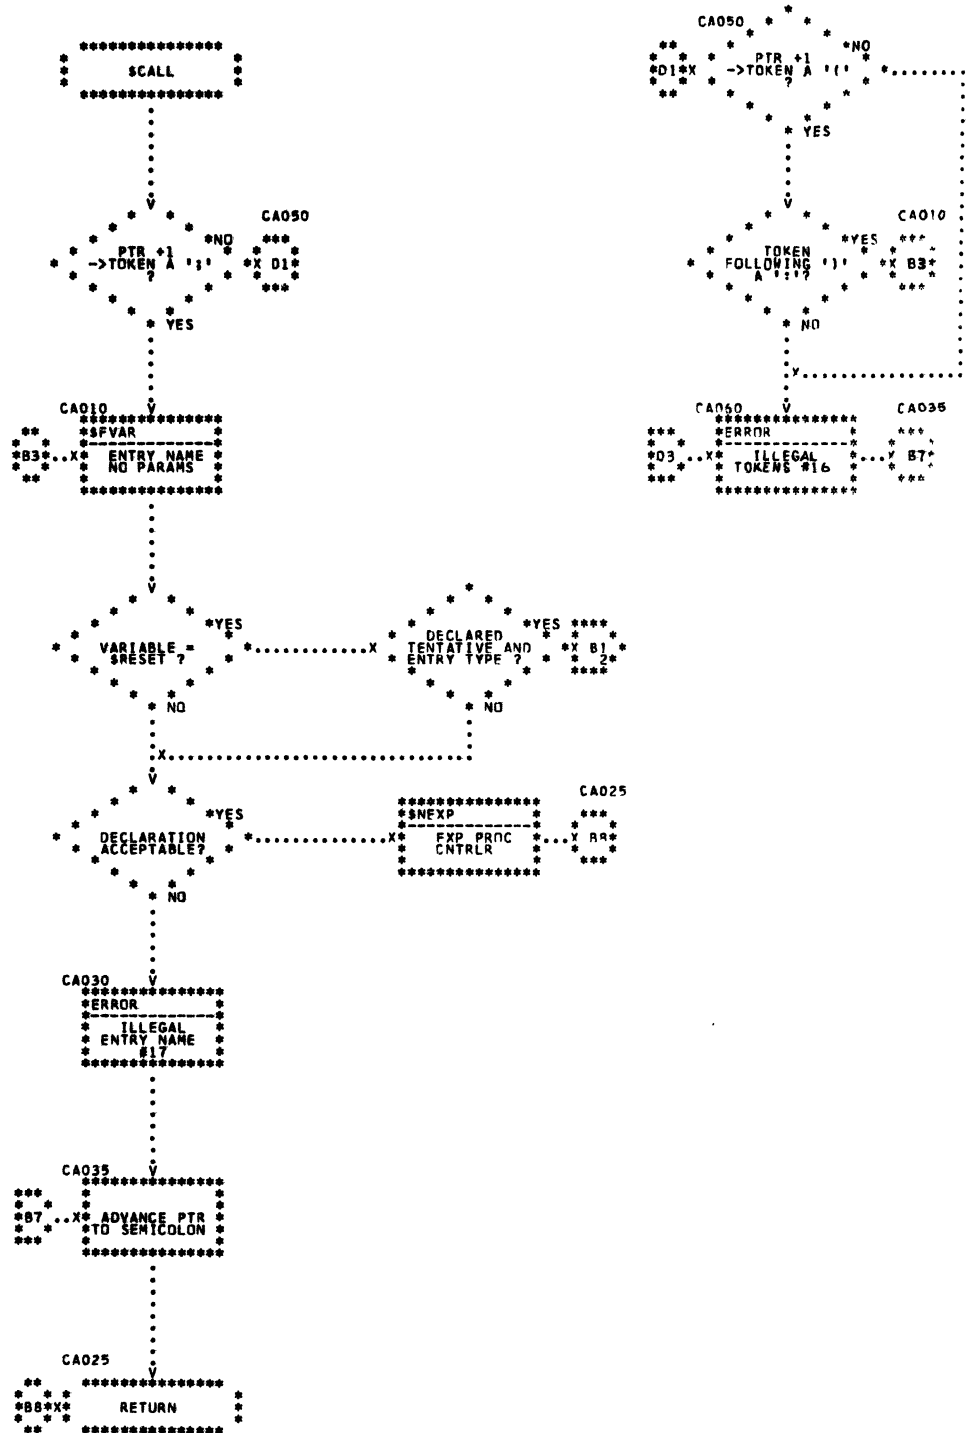 $CALL
PTR +1
->TOKEN A ';'
?
NO
CA050
D1
YES
CA010
B3
$FVAR
ENTRY NAME
NO PARAMS
VARIABLE =
$RESET ?
YES
NO
DECLARED
TENTATIVE AND
ENTRY TYPE ?
YES
B1
2
NO
DECLARATION
ACCEPTABLE?
YES
NO
$NEXP
EXP PROC
CNTRLR
CA025
B8
CA030
ERROR
ILLEGAL
ENTRY NAME
#17
CA035
B7
ADVANCE PTR
TO SEMICOLON
CA025
B8
RETURN
CA050
D1
PTR +1
->TOKEN A '('
?
NO
YES
TOKEN
FOLLOWING ')'
A ';'?
YES
CA010
B3
NO
CA060
D3
ERROR
ILLEGAL
TOKENS #16
CA035
B7